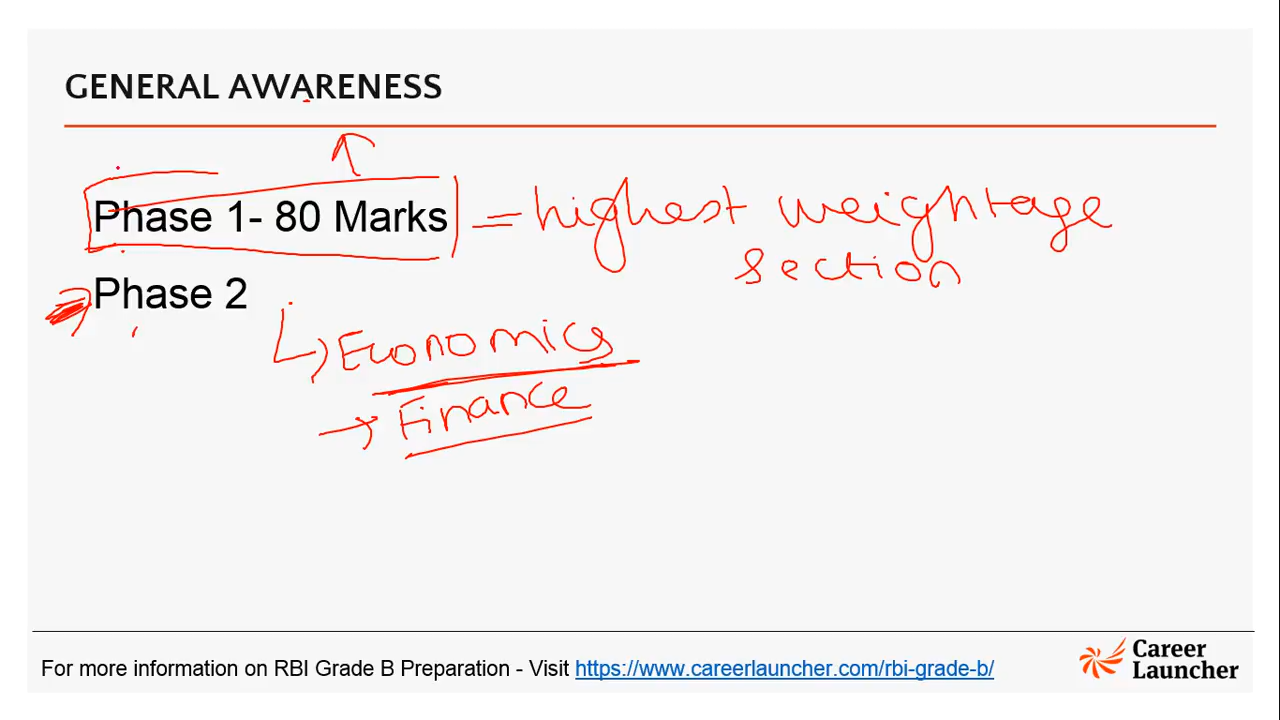 GENERAL AWARENESS
Phase 1- 80 Marks = highest weightage
section
Phase 2
Economics
→ Finance
For more information on RBI Grade B Preparation - Visit https://www.careerlauncher.com/rbi-grade-b/
Career
Launcher